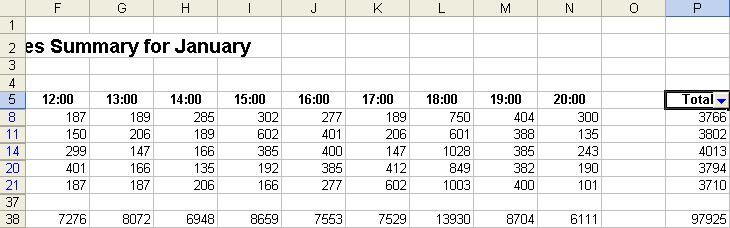 F G H I J K L M N O P
1
2 es Summary for January
3
4
5 12:00 13:00 14:00 15:00 16:00 17:00 18:00 19:00 20:00 Total
8 187 189 285 302 277 189 750 404 300 3766
11 150 206 189 602 401 206 601 388 135 3802
14 299 147 166 385 400 147 1028 385 243 4013
20 401 166 135 192 385 412 849 382 190 3794
21 187 187 206 166 277 602 1003 400 101 3710
37
38 7276 8072 6948 8659 7553 7529 13930 8704 6111 97925